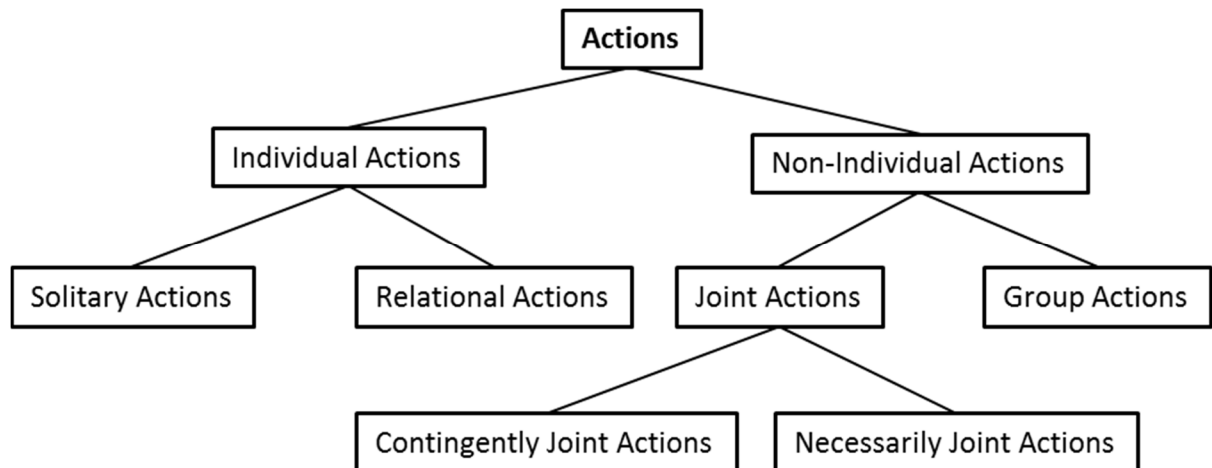 Actions
Individual Actions
Non-Individual Actions
Solitary Actions
Relational Actions
Joint Actions
Group Actions
Contingently Joint Actions
Necessarily Joint Actions